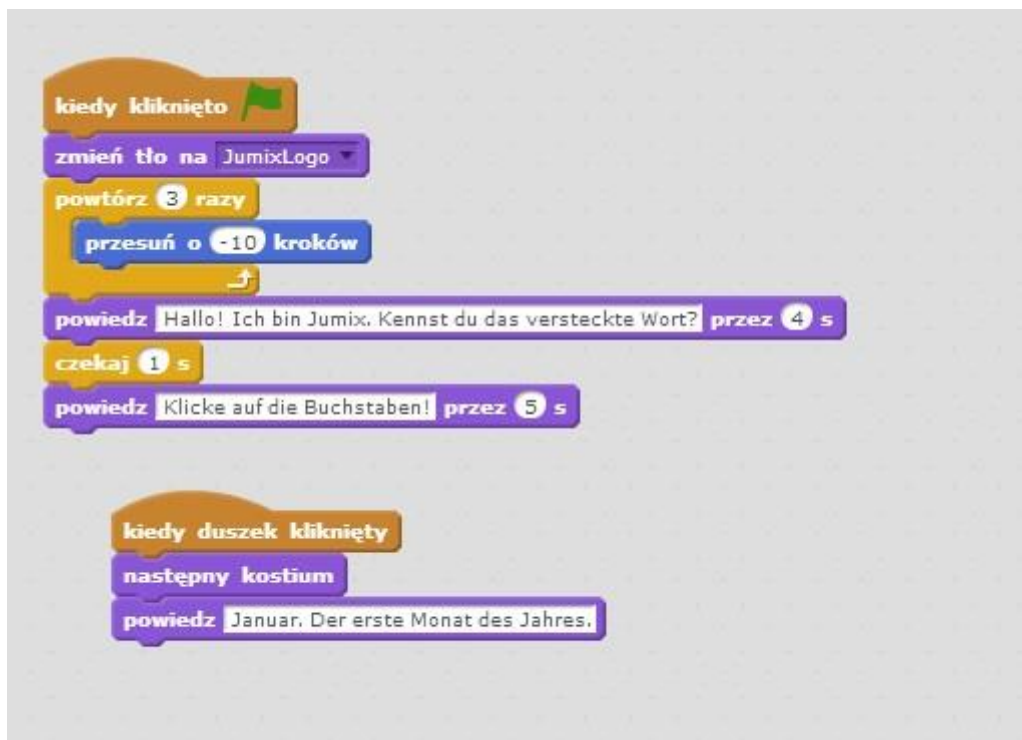 kiedy kliknięto
zmień tło na JumixLogo
powtórz 3 razy
przesuń o -10 kroków
powiedz Hallo! Ich bin Jumix. Kennst du das versteckte Wort? przez 4 s
czekaj 1 s
powiedz Klicke auf die Buchstaben! przez 5 s
kiedy duszek kliknięty
następny kostium
powiedz Januar. Der erste Monat des Jahres.